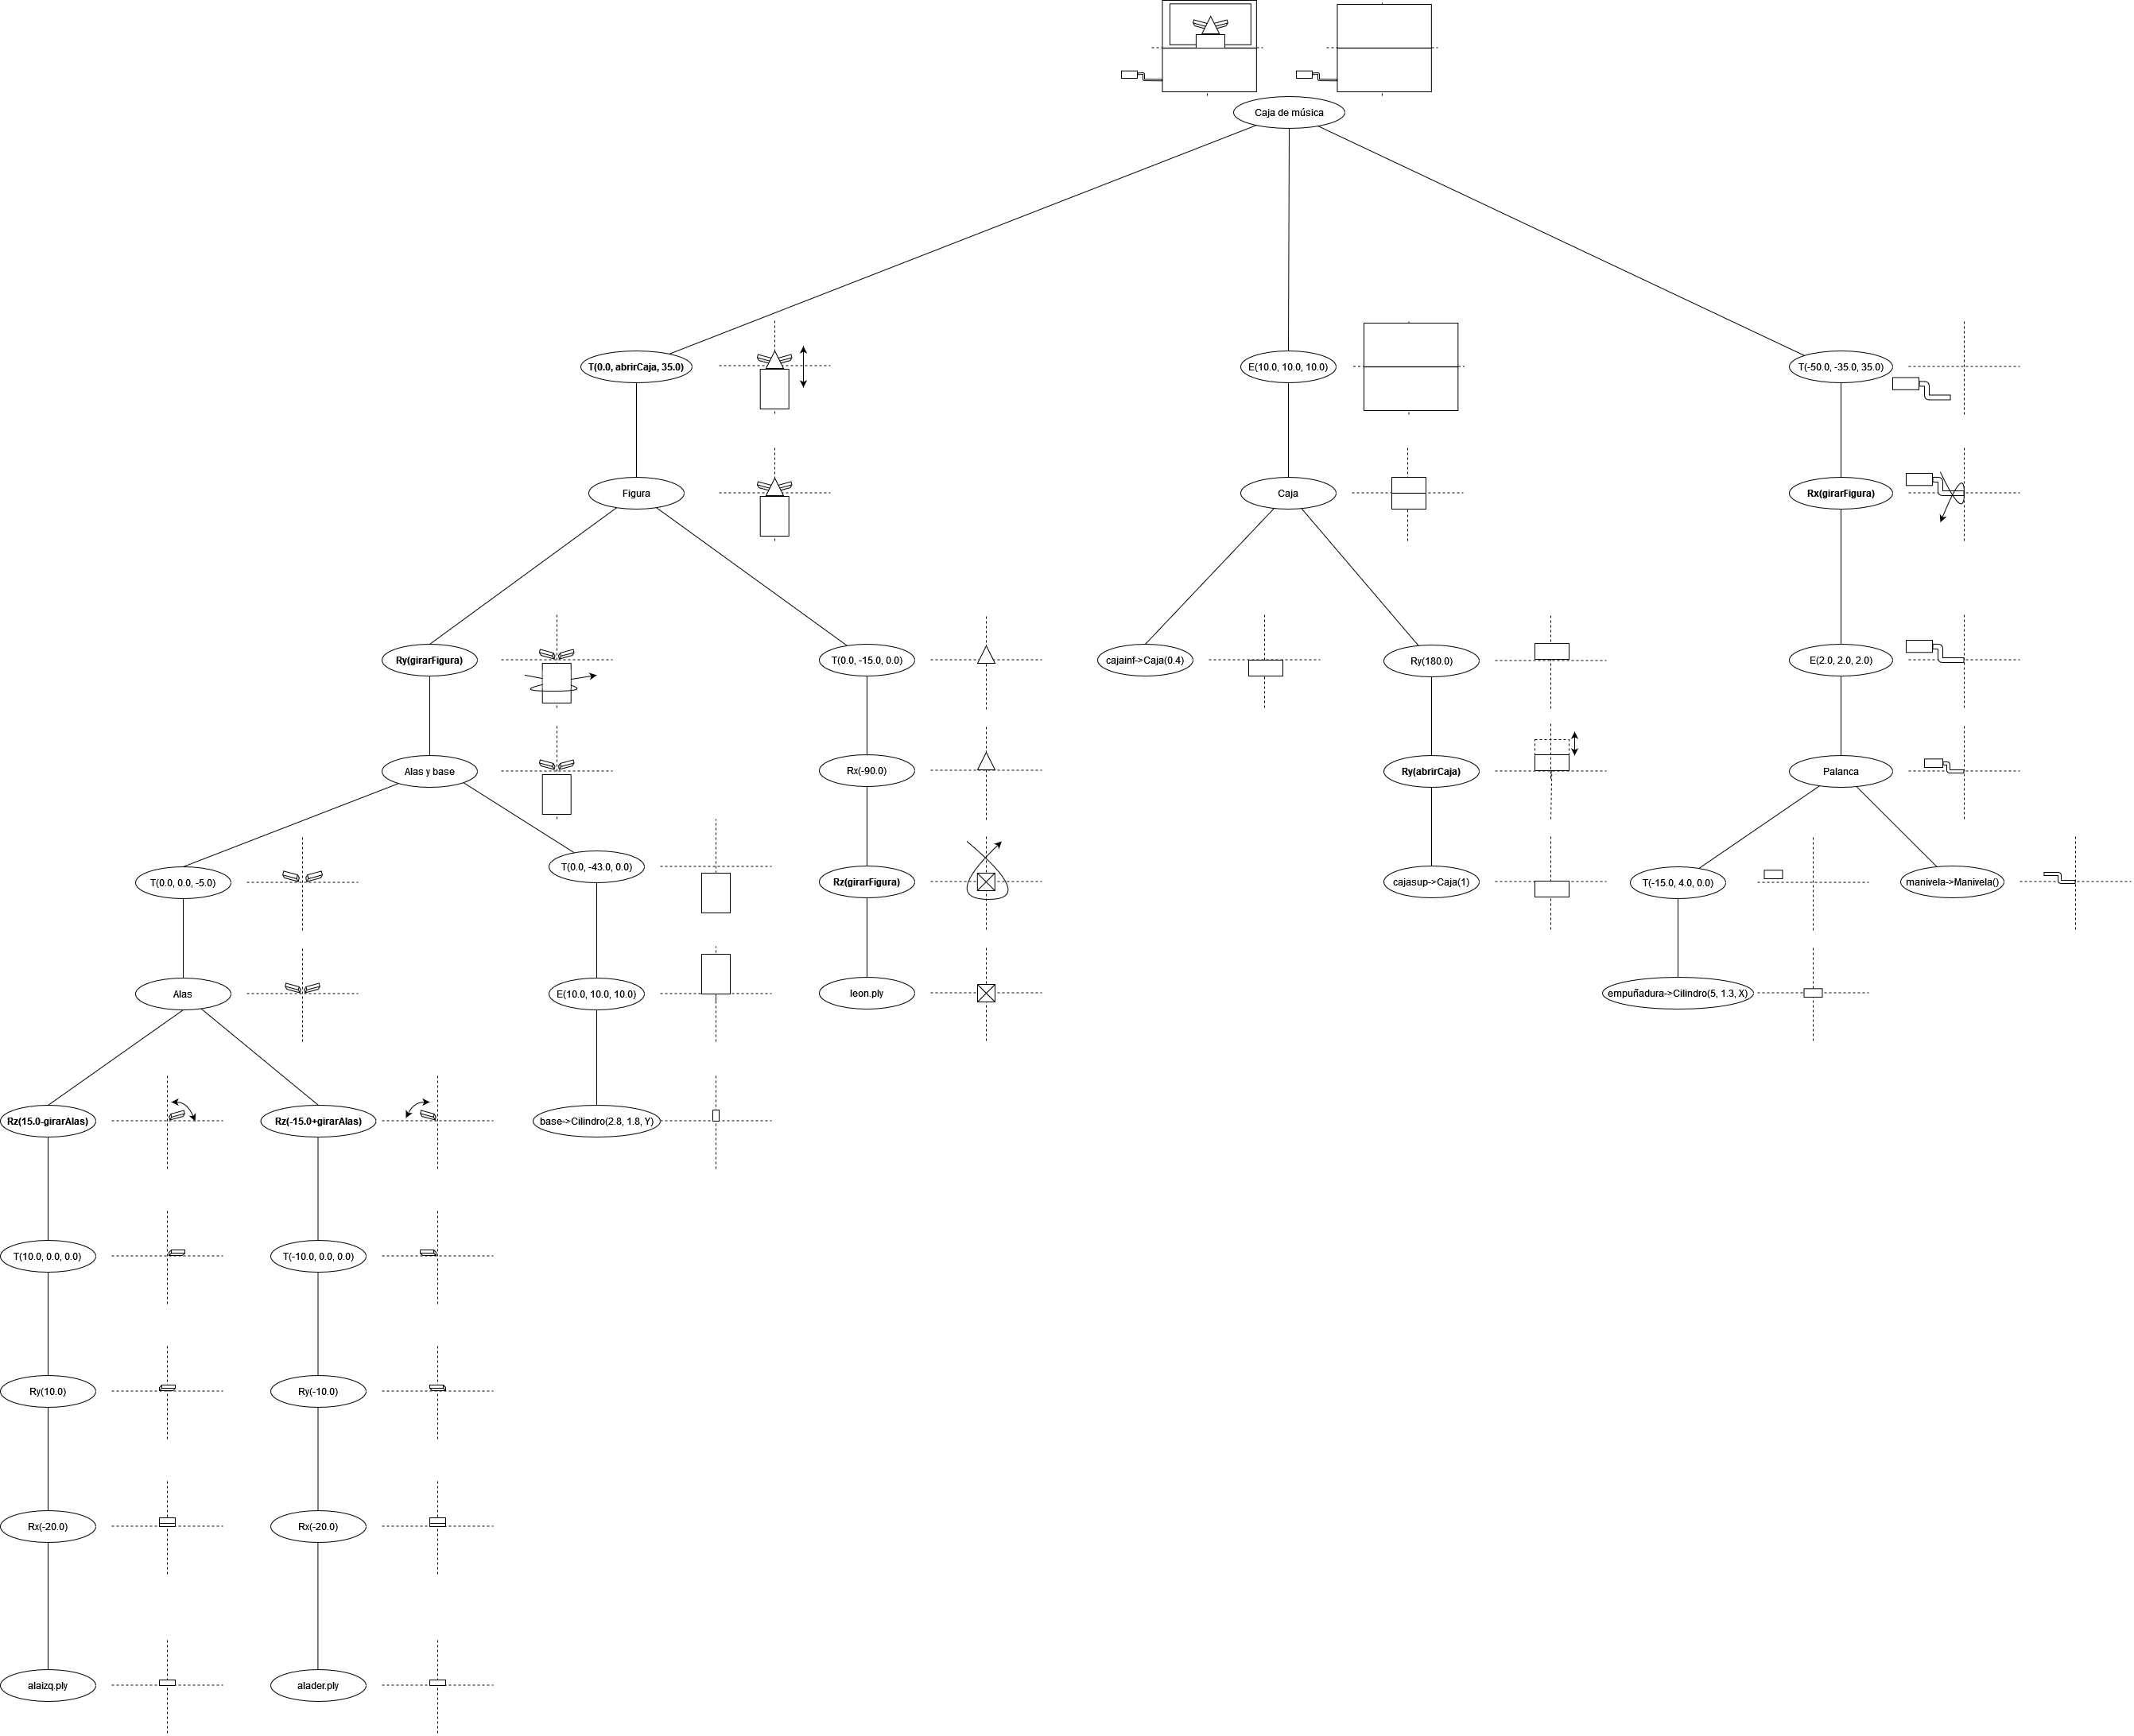 Caja de música
T(0.0, abrirCaja, 35.0)
E(10.0, 10.0, 10.0)
T(-50.0, -35.0, 35.0)
Figura
Caja
Rx(girarFigura)
Ry(girarFigura)
T(0.0, -15.0, 0.0)
cajainf->Caja(0.4)
Ry(180.0)
E(2.0, 2.0, 2.0)
Alas y base
Rx(-90.0)
Ry(abrirCaja)
Palanca
T(0.0, 0.0, -5.0)
T(0.0, -43.0, 0.0)
Rz(girarFigura)
cajasup->Caja(1)
T(-15.0, 4.0, 0.0)
manivela->Manivela()
Alas
E(10.0, 10.0, 10.0)
leon.ply
empuñadura->Cilindro(5, 1.3, X)
Rz(15.0-girarAlas)
Rz(-15.0+girarAlas)
base->Cilindro(2.8, 1.8, Y)
T(10.0, 0.0, 0.0)
T(-10.0, 0.0, 0.0)
Ry(10.0)
Ry(-10.0)
Rx(-20.0)
Rx(-20.0)
alaizq.ply
alader.ply